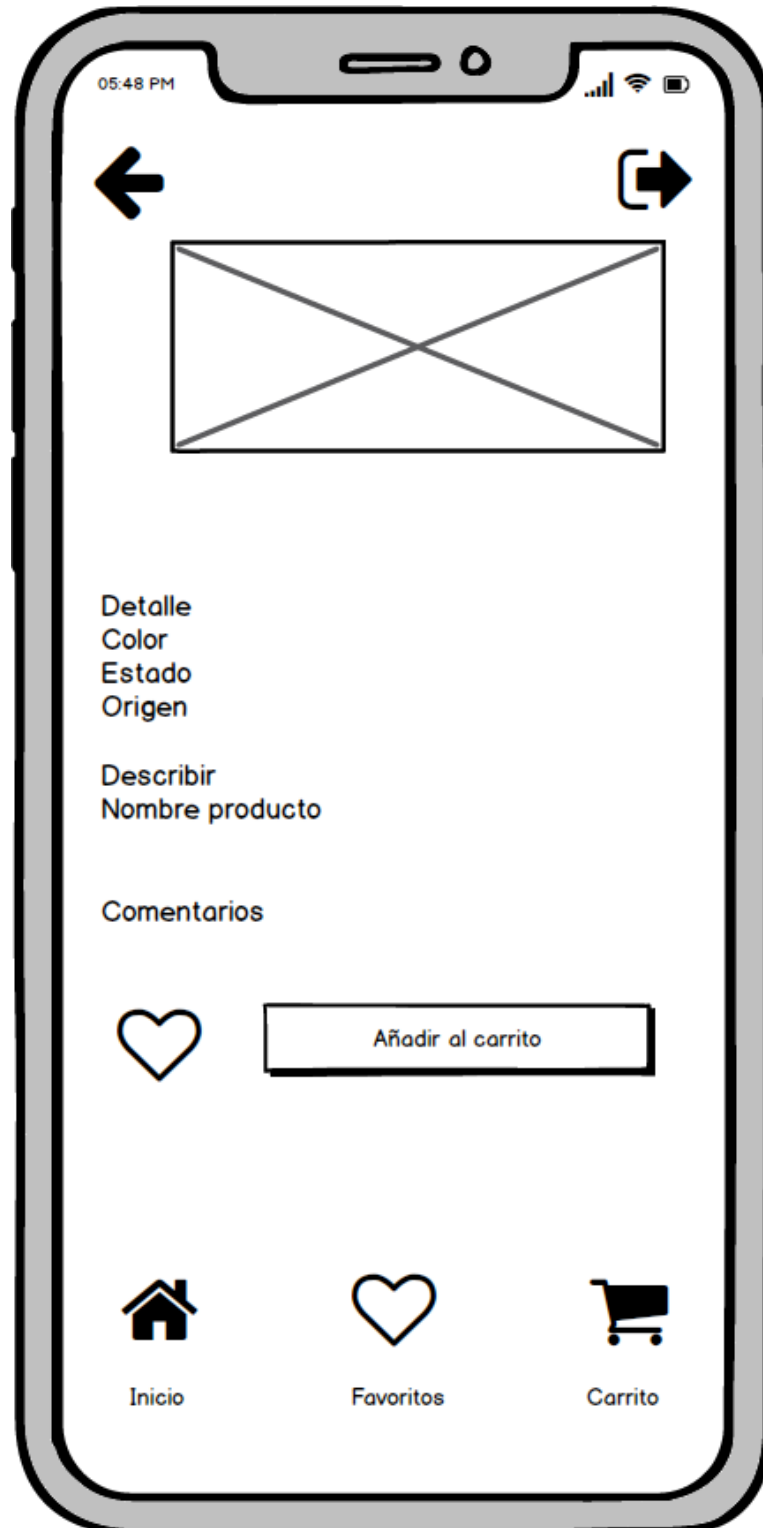 05:48 PM
Detalle
Color
Estado
Origen
Describir
Nombre producto
Comentarios
Añadir al carrito
Inicio
Favoritos
Carrito